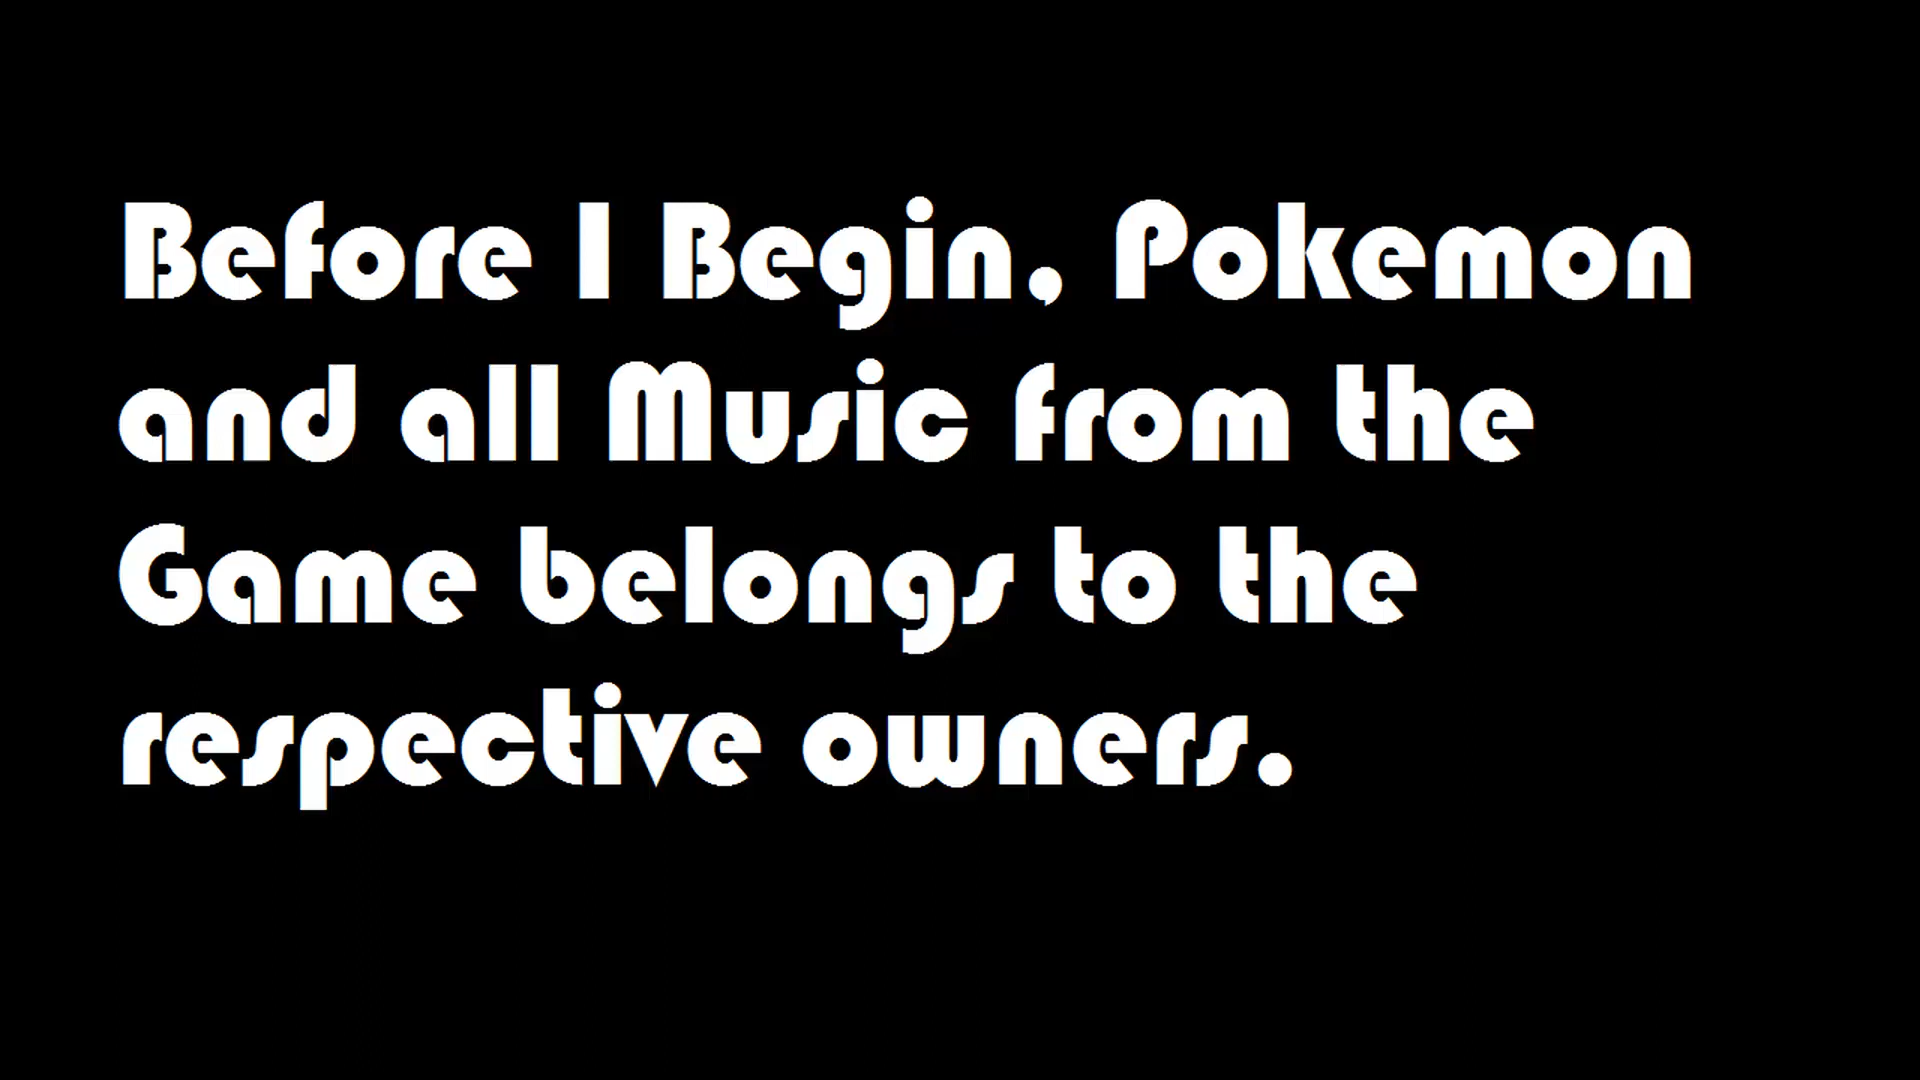 Before I Begin, Pokemon
and all Music from the
Game belongs to the
respective owners.